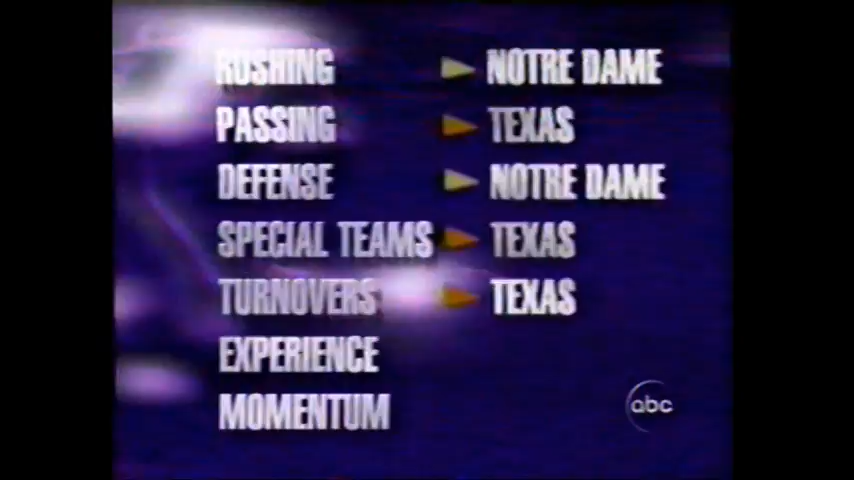 RUSHING NOTRE DAME
PASSING TEXAS
DEFENSE NOTRE DAME
SPECIAL TEAMS TEXAS
TURNOVERS TEXAS
EXPERIENCE
MOMENTUM
abc